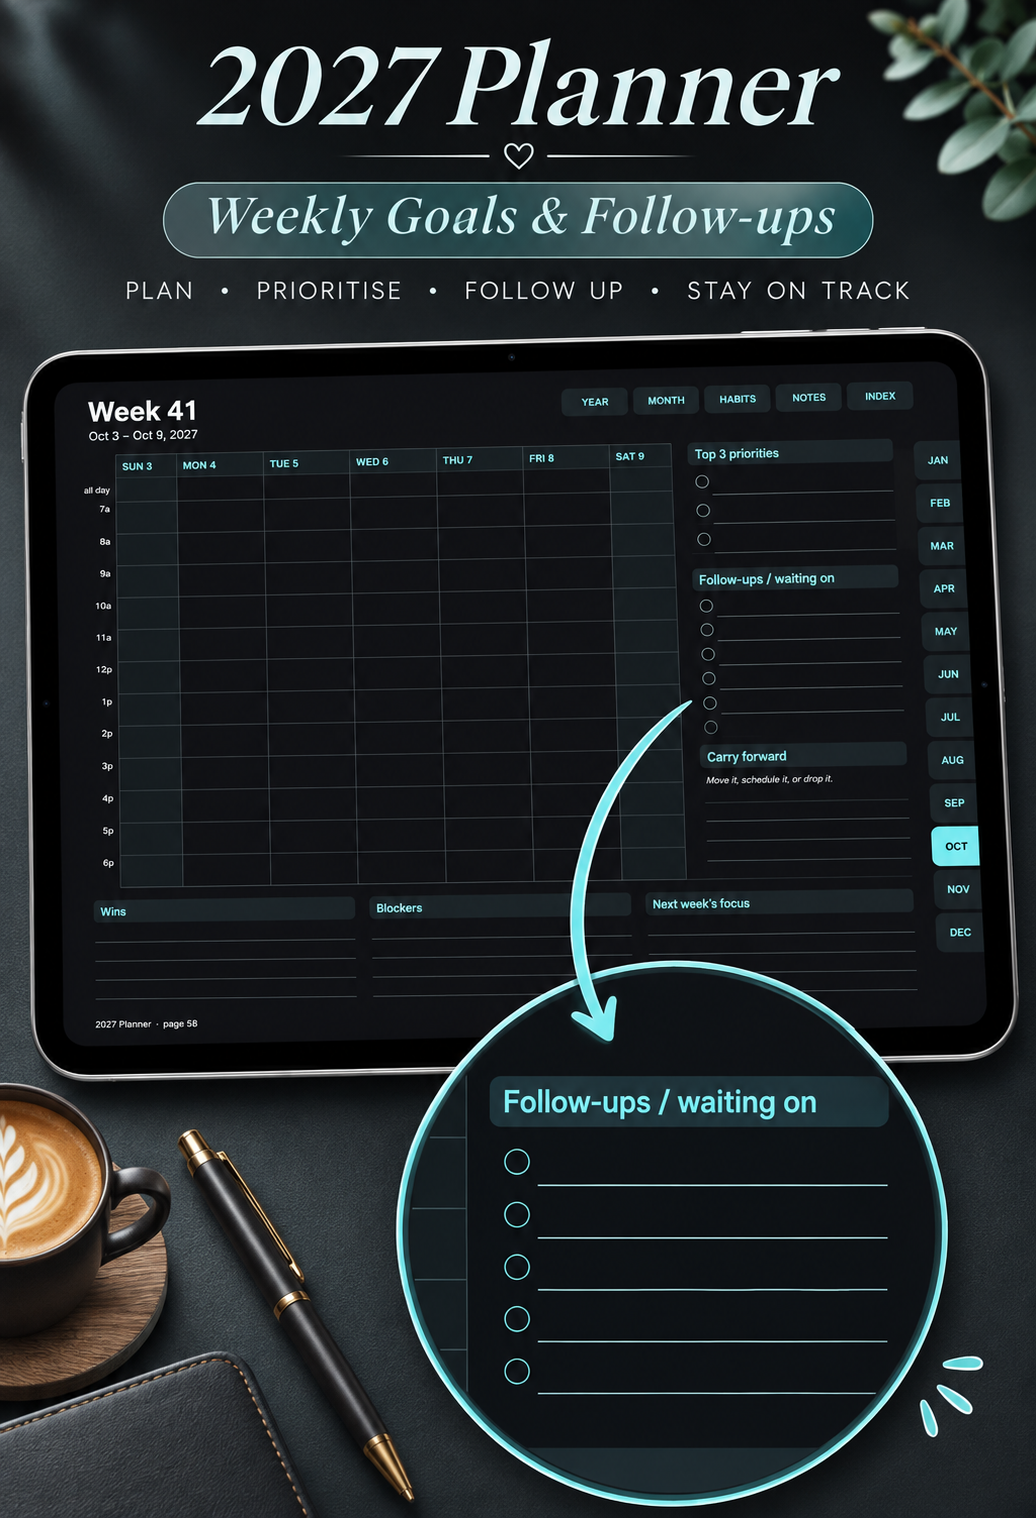 2027 Planner
Weekly Goals & Follow-ups
PLAN • PRIORITISE • FOLLOW UP • STAY ON TRACK
Week 41
Oct 3 – Oct 9, 2027
YEAR MONTH HABITS NOTES INDEX
SUN 3 MON 4 TUE 5 WED 6 THU 7 FRI 8 SAT 9
all day
7a
8a
9a
10a
11a
12p
1p
2p
3p
4p
5p
6p
Top 3 priorities
Follow-ups / waiting on
Carry forward
Move it, schedule it, or drop it.
JAN
FEB
MAR
APR
MAY
JUN
JUL
AUG
SEP
OCT
NOV
DEC
Wins
Blockers
Next week's focus
2027 Planner · page 58
Follow-ups / waiting on